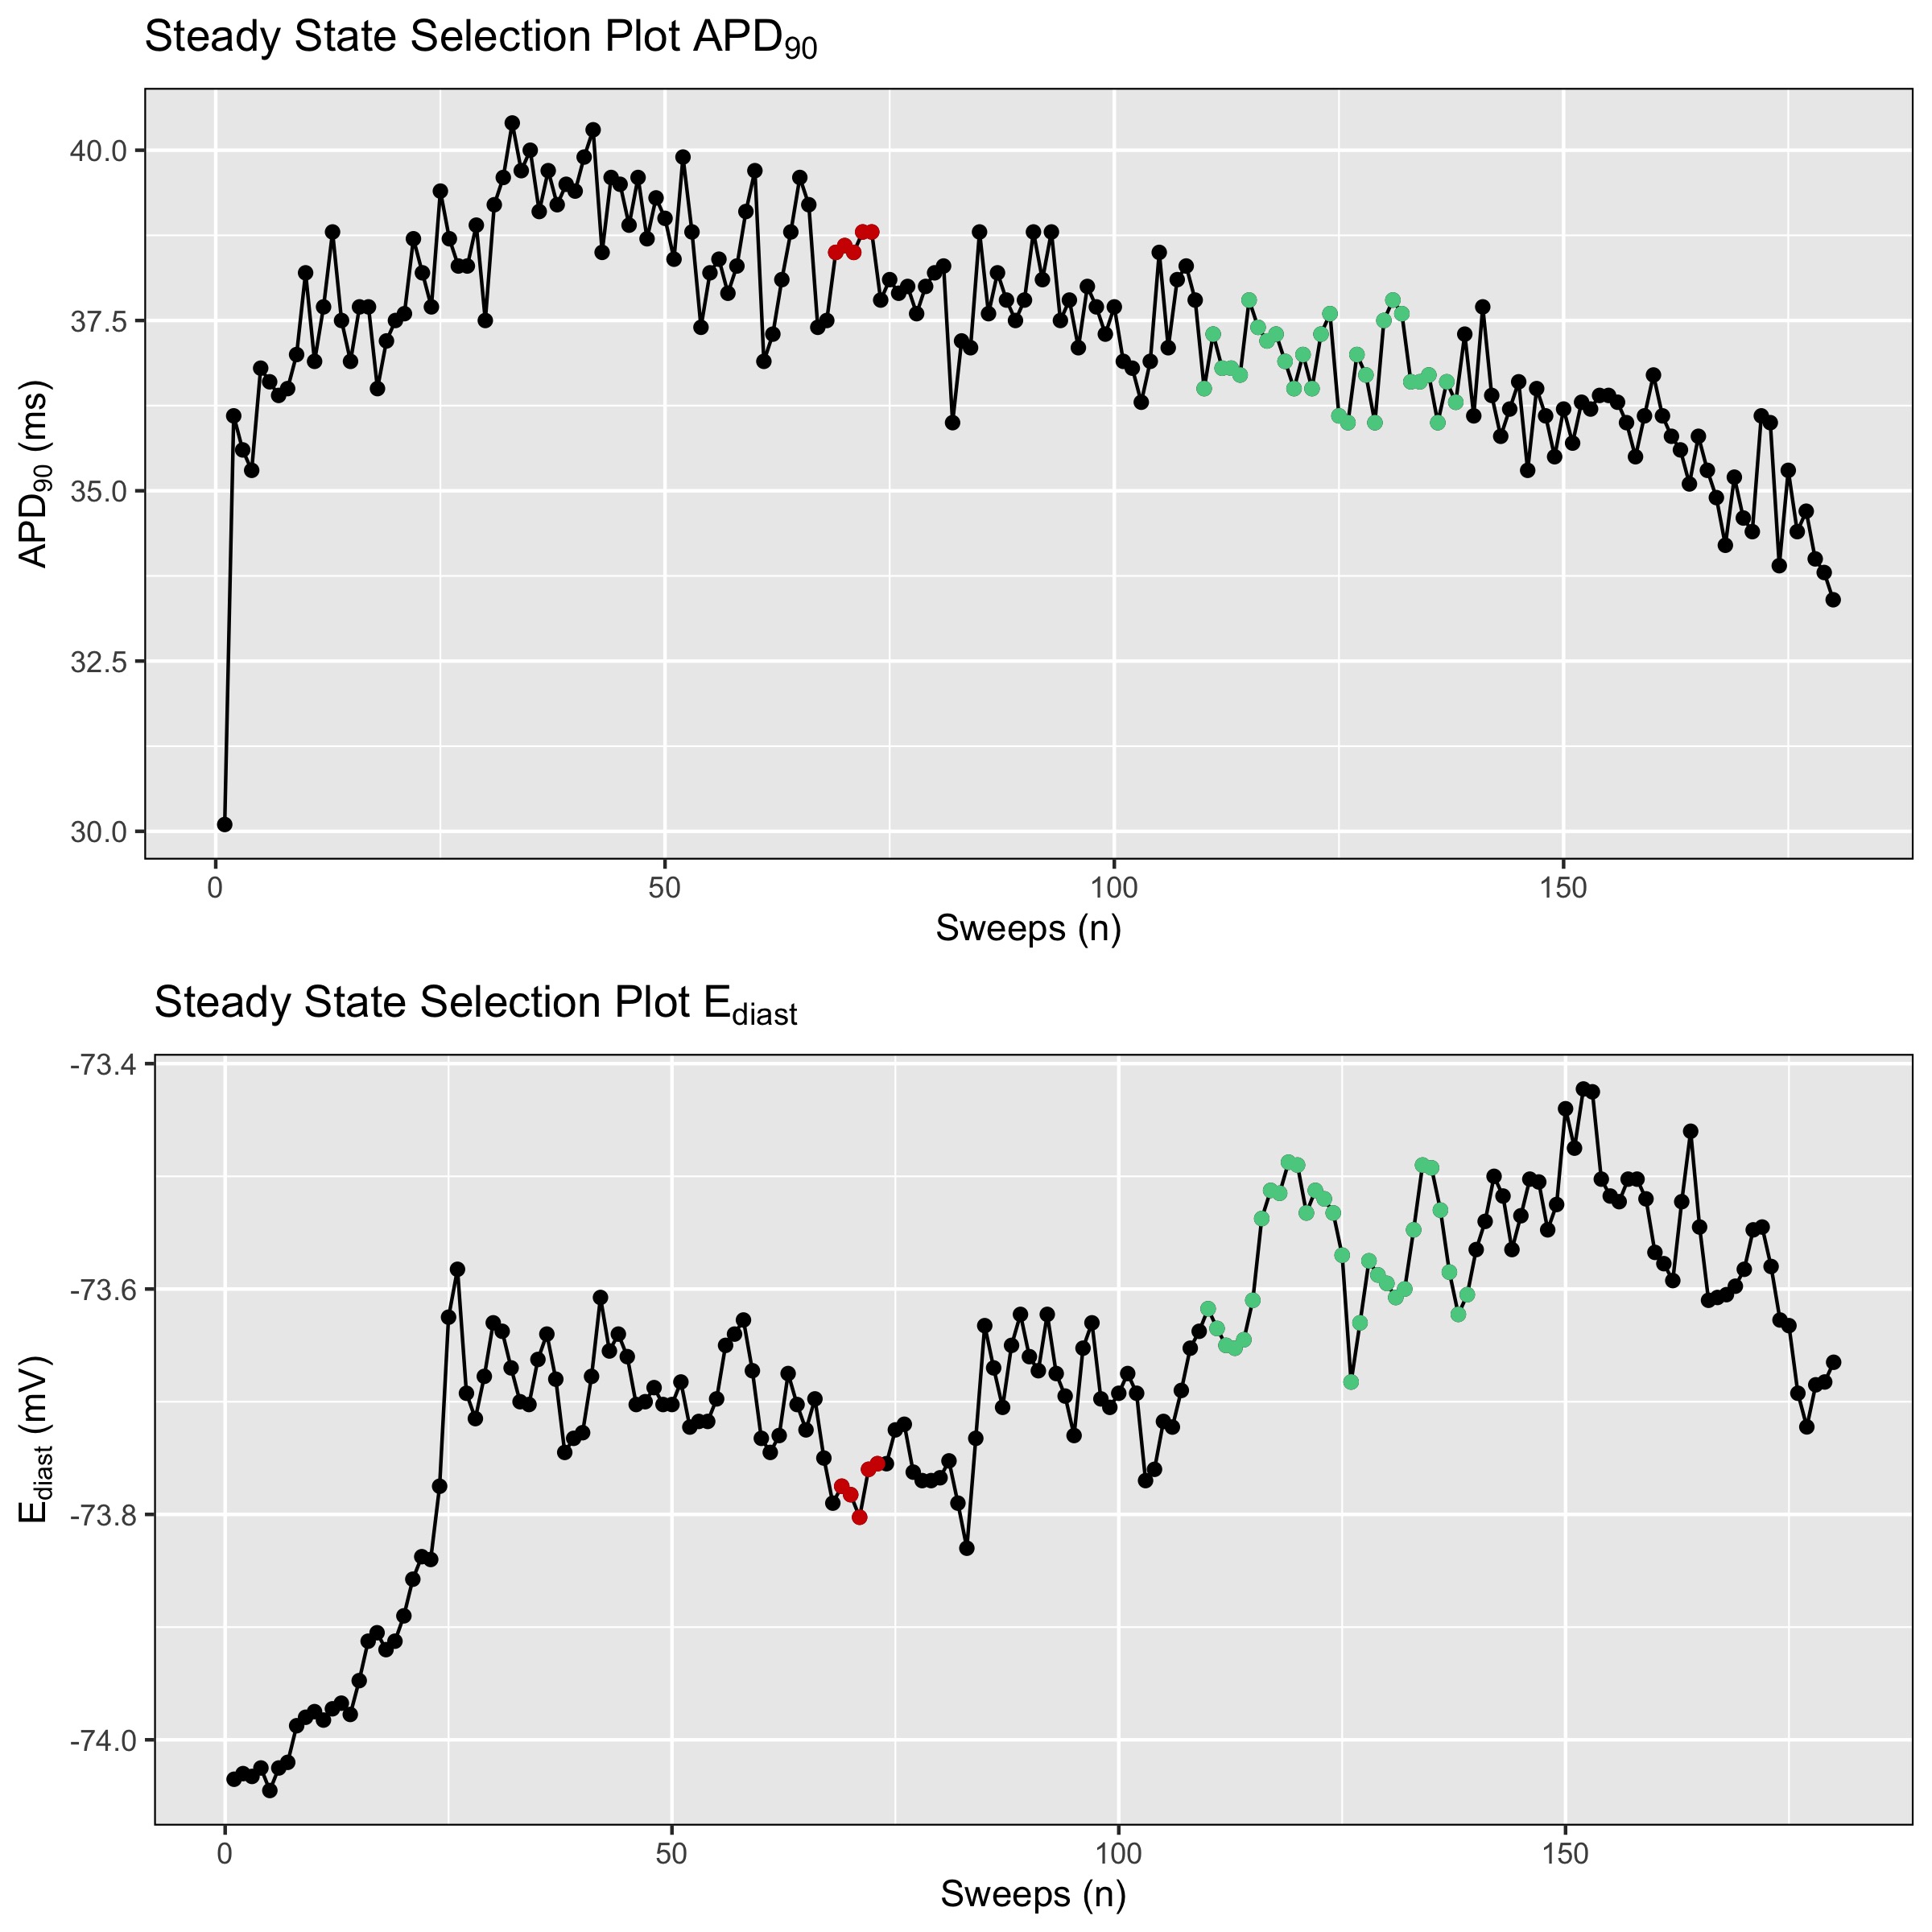 Steady State Selection Plot APD90
40.0
37.5
35.0
32.5
30.0
APD90 (ms)
0 50 100 150
Sweeps (n)
Steady State Selection Plot Ediast
-73.4
-73.6
-73.8
-74.0
Ediast (mV)
0 50 100 150
Sweeps (n)